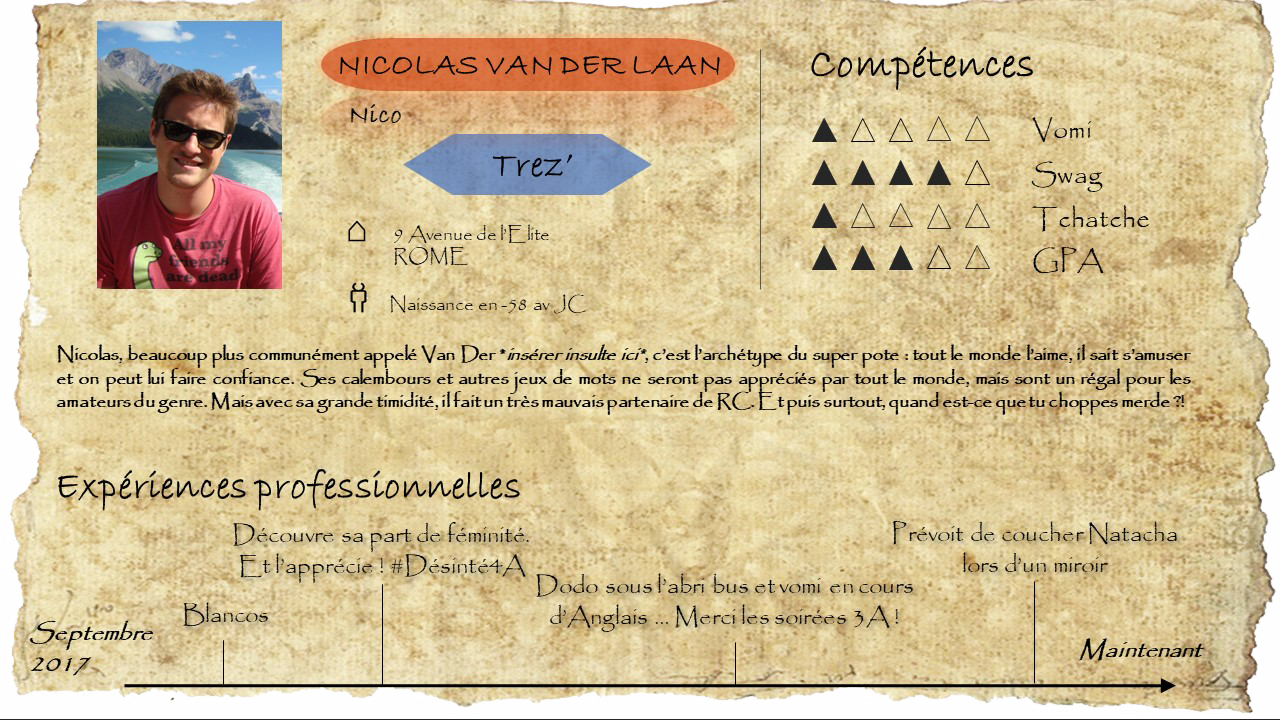 NICOLAS VAN DER LAAN
Nico
Trez'
9 Avenue de l'Elite
ROME
Naissance en -58 av JC
All my
friends
are dead
Compétences
Vomi
Swag
Tchatche
GPA
Nicolas, beaucoup plus communément appelé Van Der *insérer insulte ici*, c'est l'archétype du super pote : tout le monde l'aime, il sait s'amuser
et on peut lui faire confiance. Ses calembours et autres jeux de mots ne seront pas appréciés par tout le monde, mais sont un régal pour les
amateurs du genre. Mais avec sa grande timidité, il fait un très mauvais partenaire de RC. Et puis surtout, quand est-ce que tu choppes merde ?!
Expériences professionnelles
Découvre sa part de féminité.
Et l'apprécie ! #Désinté4A
Prévoit de coucher Natacha
lors d'un miroir
Dodo sous l'abri bus et vomi en cours
d'Anglais ... Merci les soirées 3A !
Blancos
Septembre
2017
Maintenant